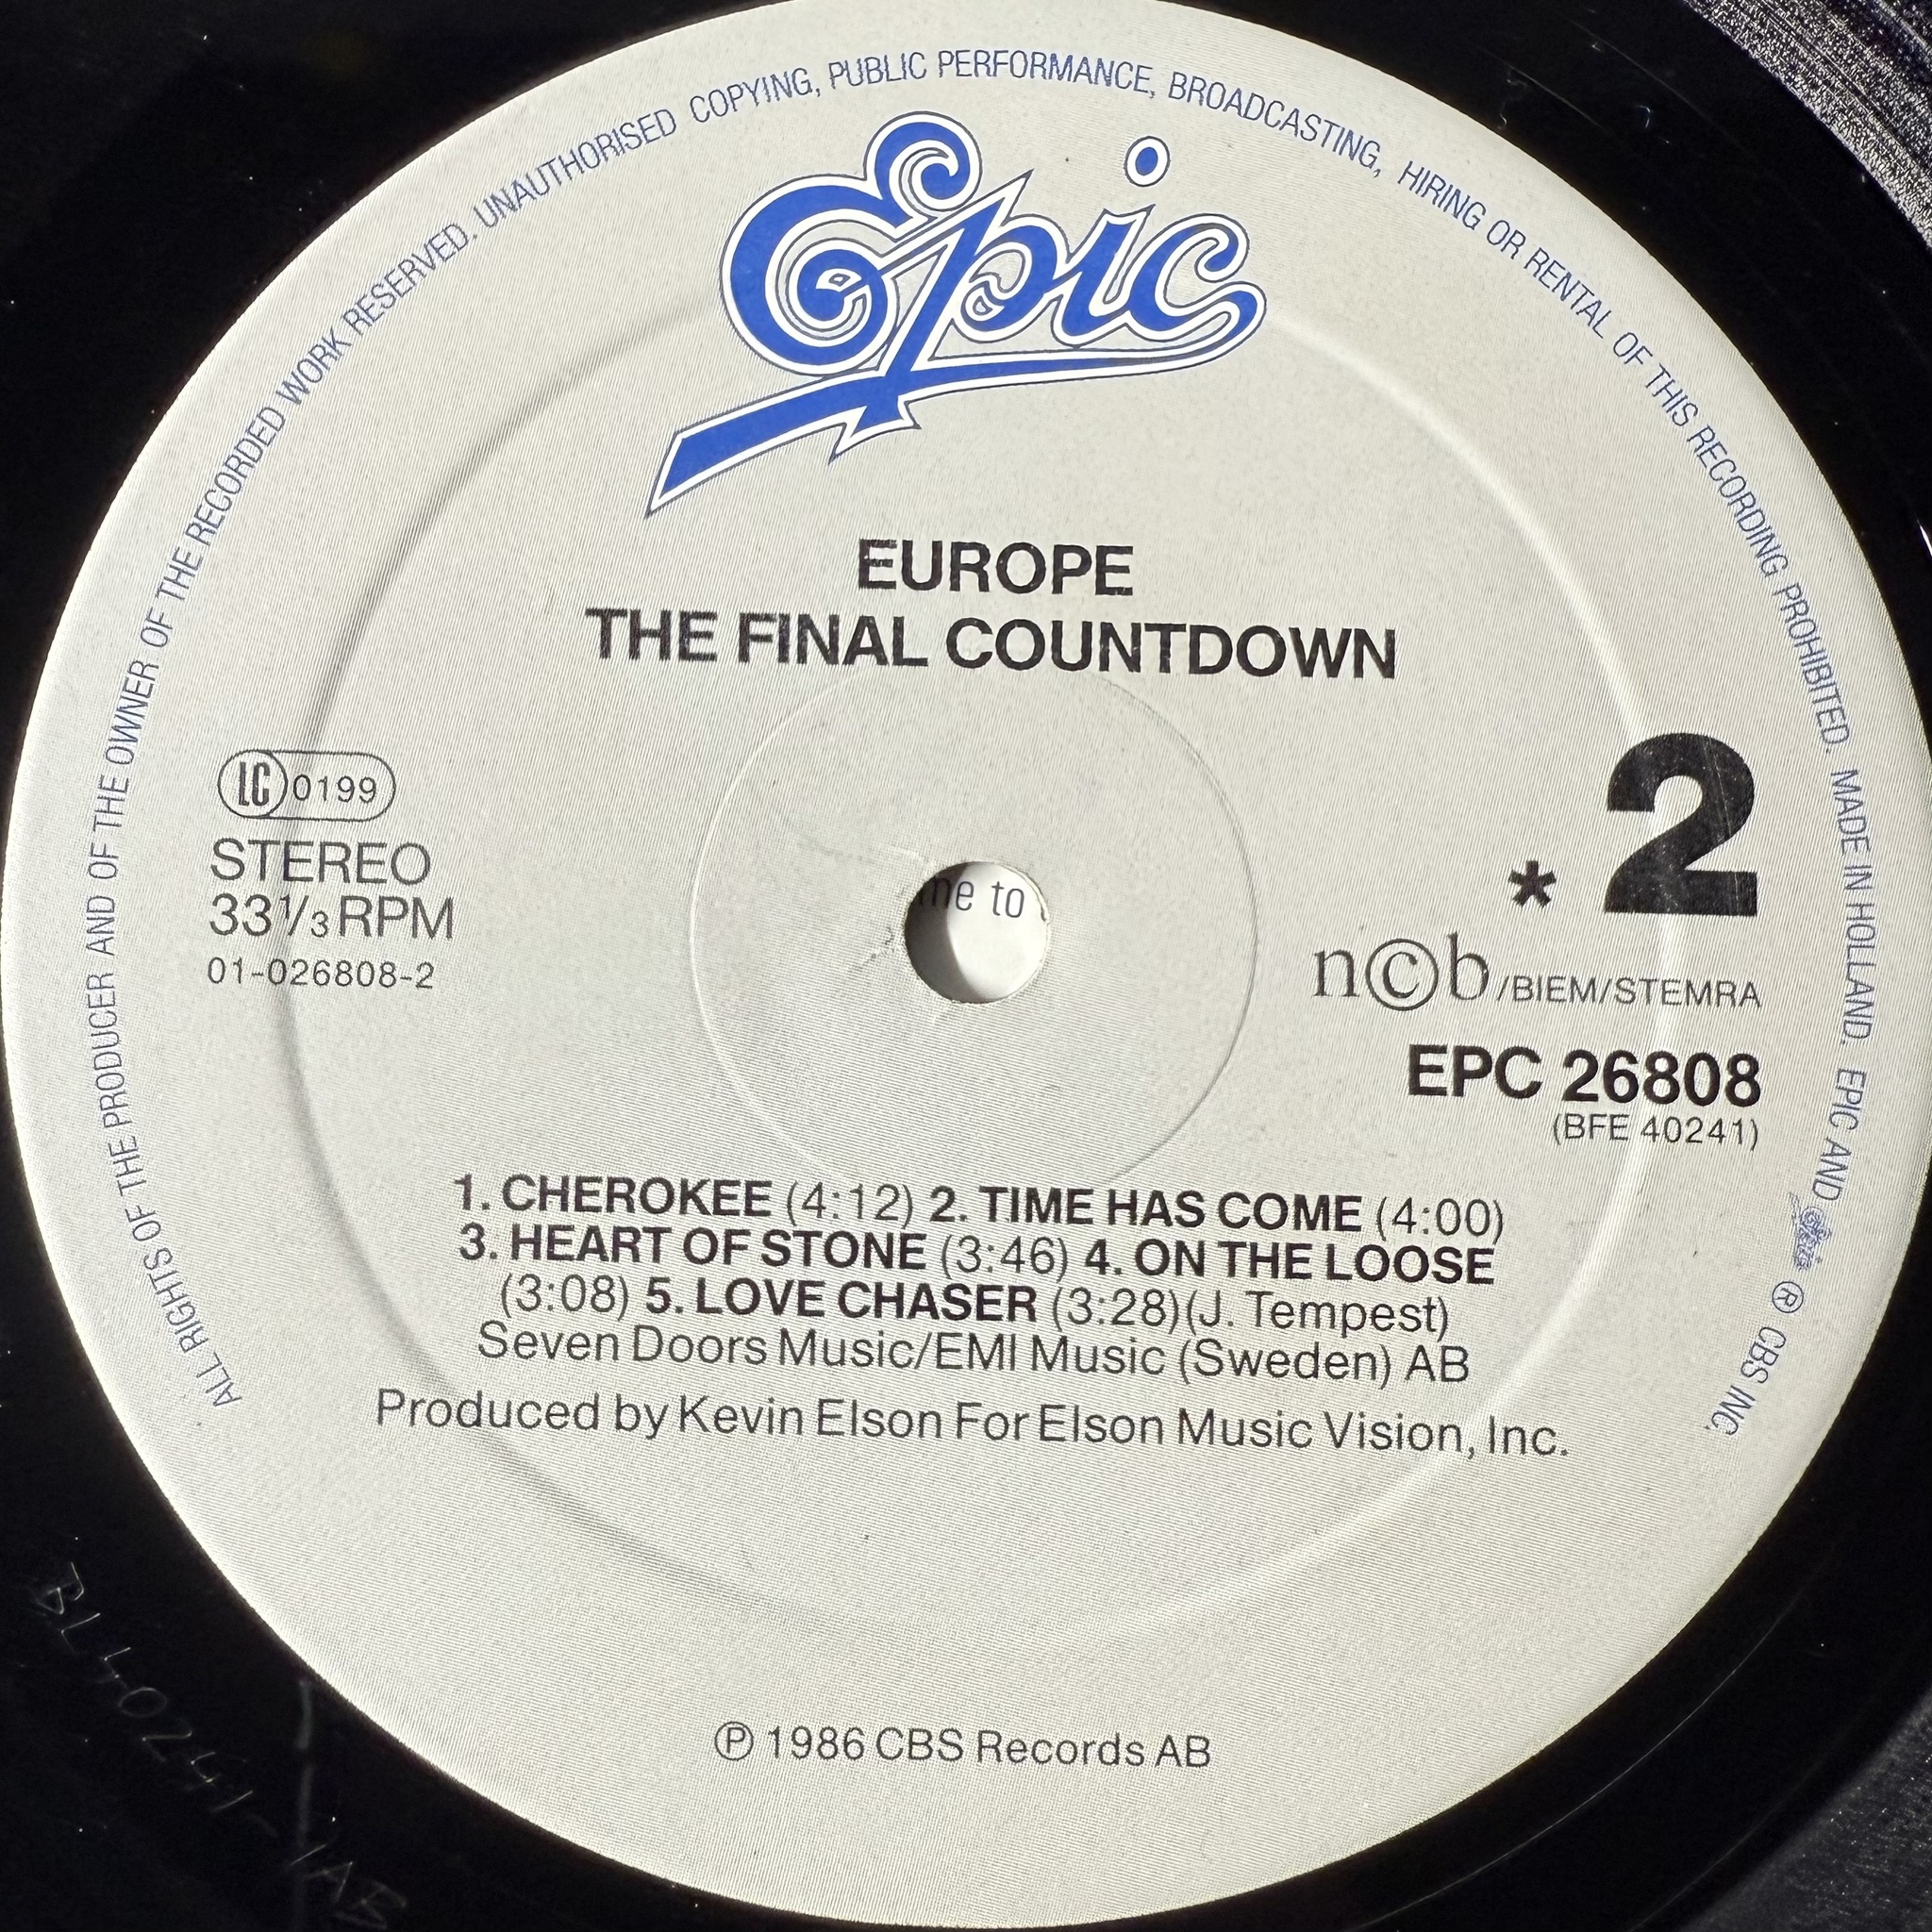 ALL RIGHTS OF THE PRODUCER AND OF THE OWNER OF THE RECORDED WORK RESERVED. UNAUTHORISED COPYING, PUBLIC PERFORMANCE, BROADCASTING, HIRING OR RENTAL OF THIS RECORDING PROHIBITED. MADE IN HOLLAND. EPIC AND Epic ® CBS INC.
Epic
EUROPE
THE FINAL COUNTDOWN
LC 0199
STEREO
33 1/3 RPM
01-026808-2
to
* 2
n©b/BIEM/STEMRA
EPC 26808
(BFE 40241)
1. CHEROKEE (4:12) 2. TIME HAS COME (4:00)
3. HEART OF STONE (3:46) 4. ON THE LOOSE
(3:08) 5. LOVE CHASER (3:28)(J. Tempest)
Seven Doors Music/EMI Music (Sweden) AB
Produced by Kevin Elson For Elson Music Vision, Inc.
℗ 1986 CBS Records AB